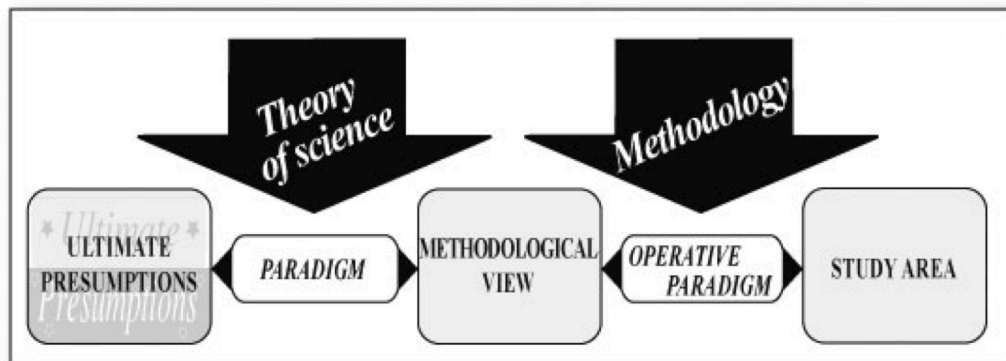 Theory
of science
Methodology
Ultimate
ULTIMATE
PRESUMPTIONS
Presumptions
PARADIGM
METHODOLOGICAL
VIEW
OPERATIVE
PARADIGM
STUDY AREA